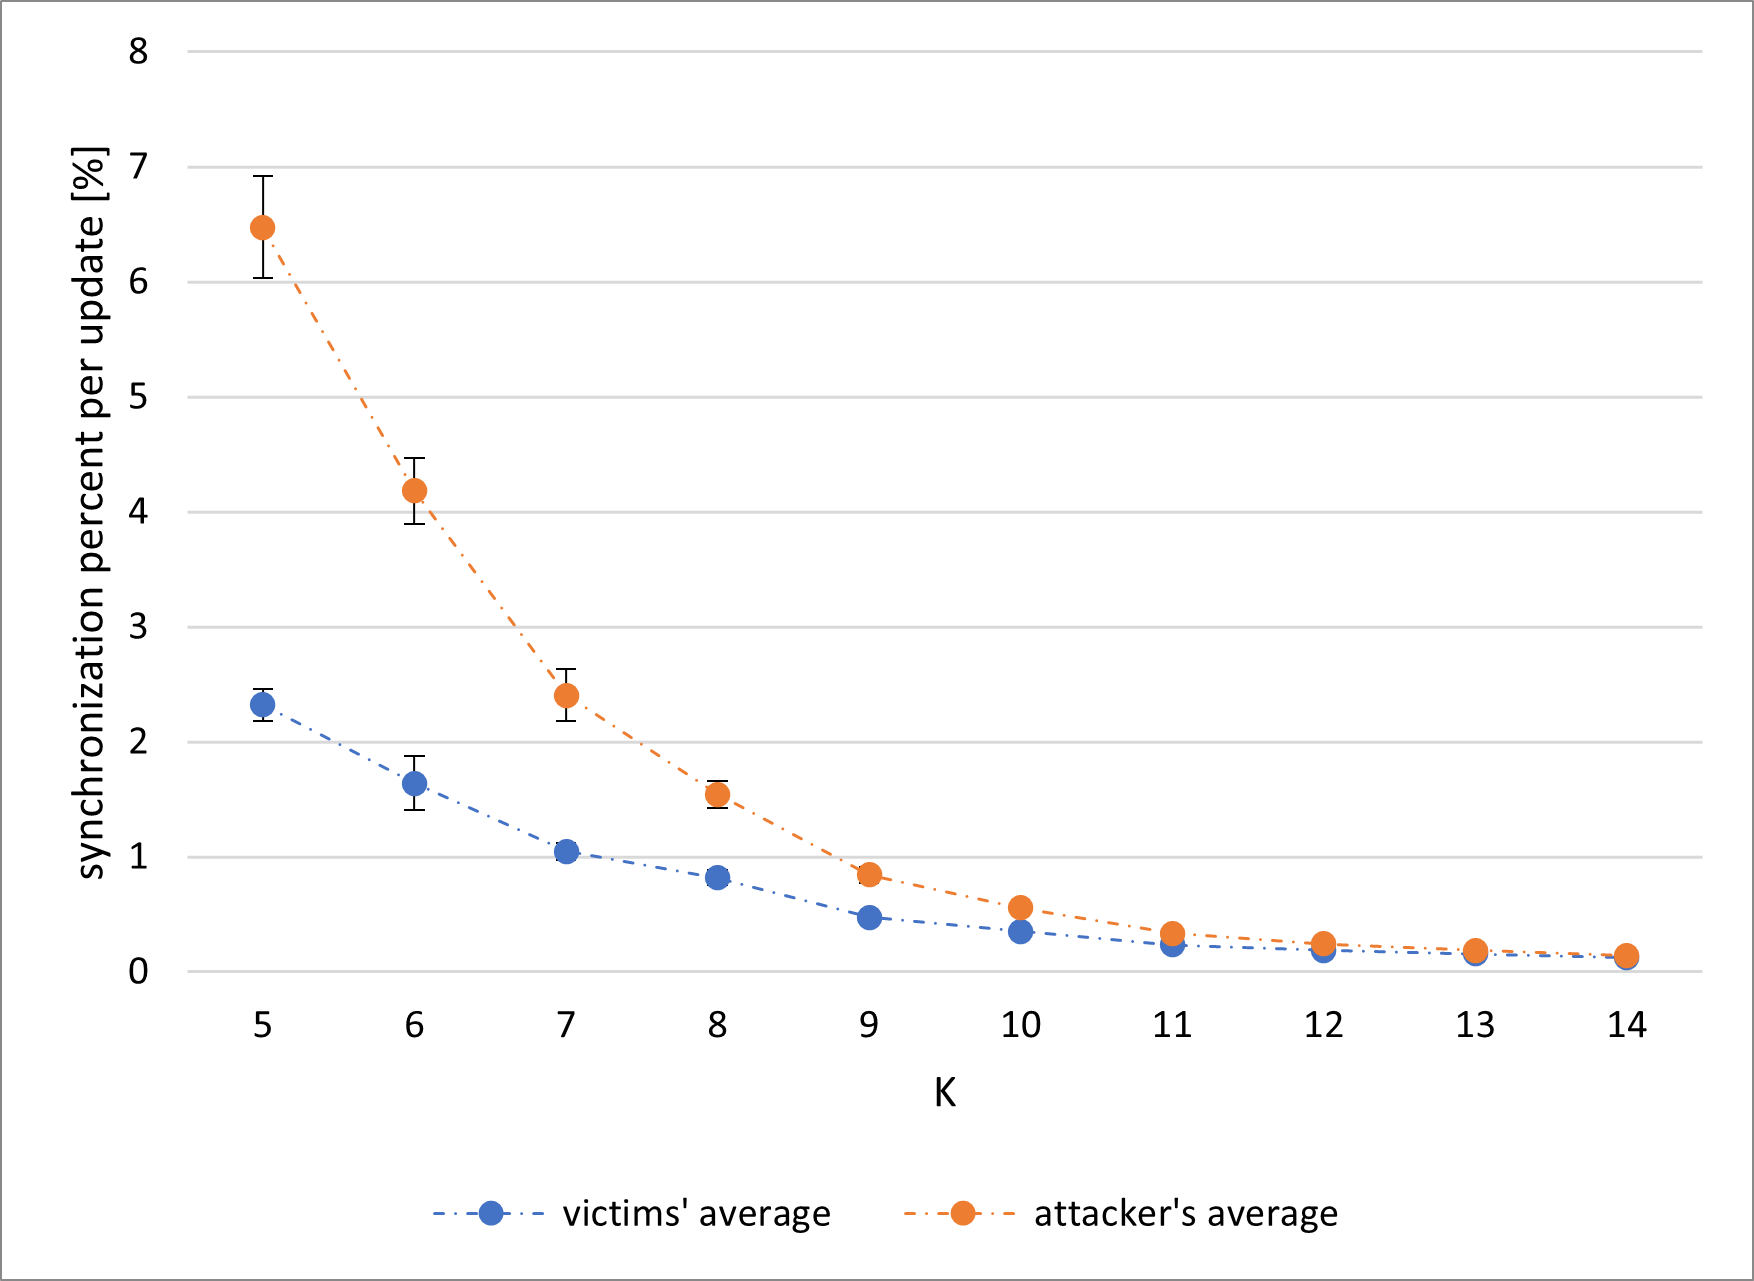 synchronization percent per update [%]
8
7
6
5
4
3
2
1
0
5 6 7 8 9 10 11 12 13 14
K
victims' average attacker's average